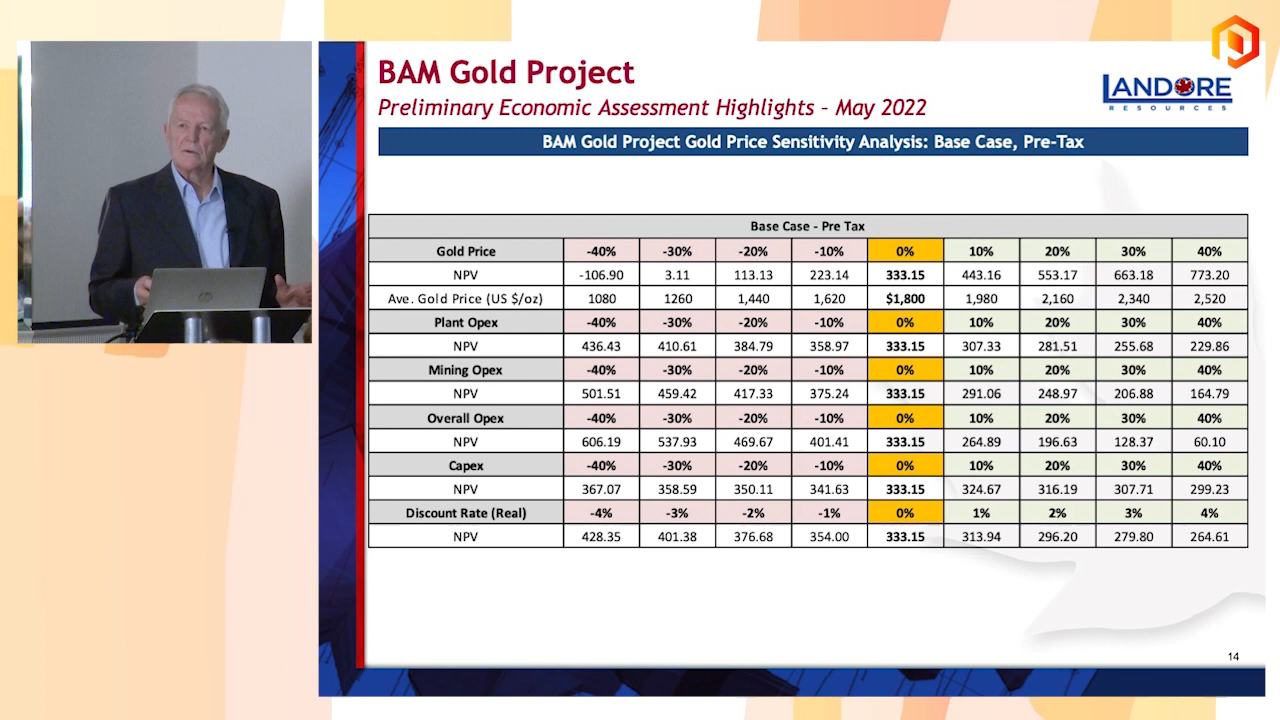 BAM Gold Project
Preliminary Economic Assessment Highlights – May 2022
LANDORE
RESOURCES
BAM Gold Project Gold Price Sensitivity Analysis: Base Case, Pre-Tax
Base Case - Pre Tax
Gold Price -40% -30% -20% -10% 0% 10% 20% 30% 40%
NPV -106.90 3.11 113.13 223.14 333.15 443.16 553.17 663.18 773.20
Ave. Gold Price (US $/oz) 1080 1260 1,440 1,620 $1,800 1,980 2,160 2,340 2,520
Plant Opex -40% -30% -20% -10% 0% 10% 20% 30% 40%
NPV 436.43 410.61 384.79 358.97 333.15 307.33 281.51 255.68 229.86
Mining Opex -40% -30% -20% -10% 0% 10% 20% 30% 40%
NPV 501.51 459.42 417.33 375.24 333.15 291.06 248.97 206.88 164.79
Overall Opex -40% -30% -20% -10% 0% 10% 20% 30% 40%
NPV 606.19 537.93 469.67 401.41 333.15 264.89 196.63 128.37 60.10
Capex -40% -30% -20% -10% 0% 10% 20% 30% 40%
NPV 367.07 358.59 350.11 341.63 333.15 324.67 316.19 307.71 299.23
Discount Rate (Real) -4% -3% -2% -1% 0% 1% 2% 3% 4%
NPV 428.35 401.38 376.68 354.00 333.15 313.94 296.20 279.80 264.61
14